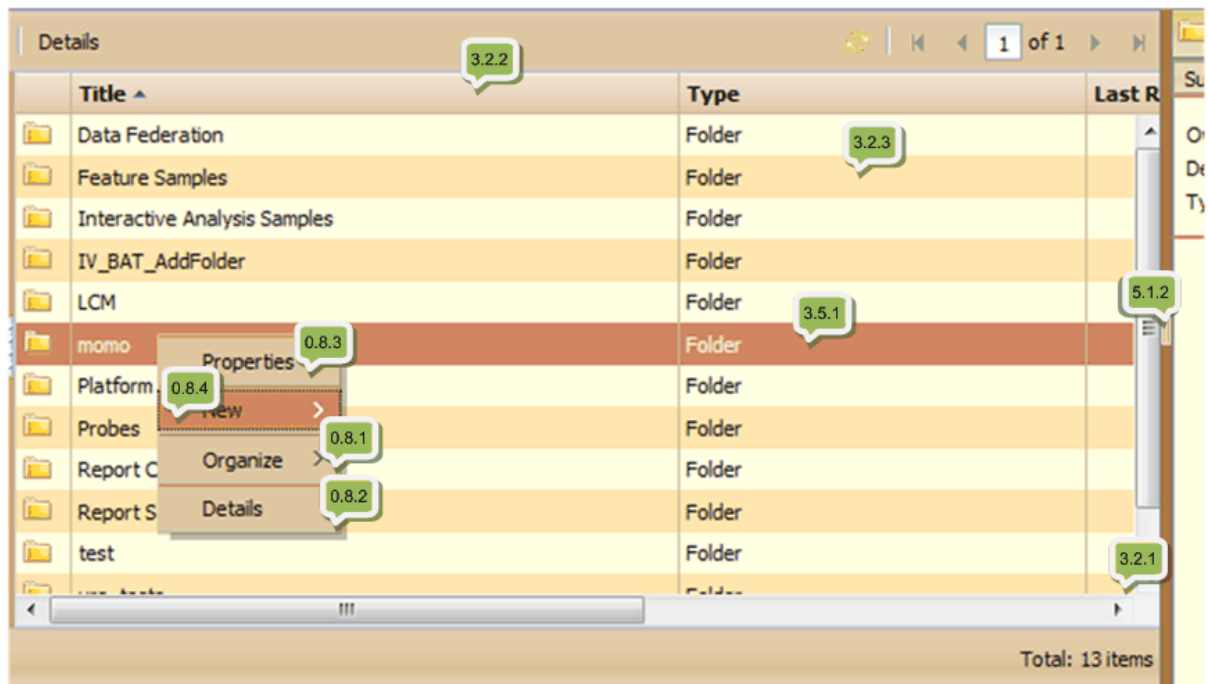 Details
1 of 1
3.2.2
Su
Title
Type
Last R
Data Federation
Folder
3.2.3
Feature Samples
Folder
Interactive Analysis Samples
Folder
IV_BAT_AddFolder
Folder
LCM
Folder
3.5.1
5.1.2
momo
Folder
Properties
0.8.3
Platform
Folder
0.8.4
New
Probes
Folder
0.8.1
Report C
Organize
Folder
0.8.2
Report S
Details
Folder
test
Folder
3.2.1
Total: 13 items